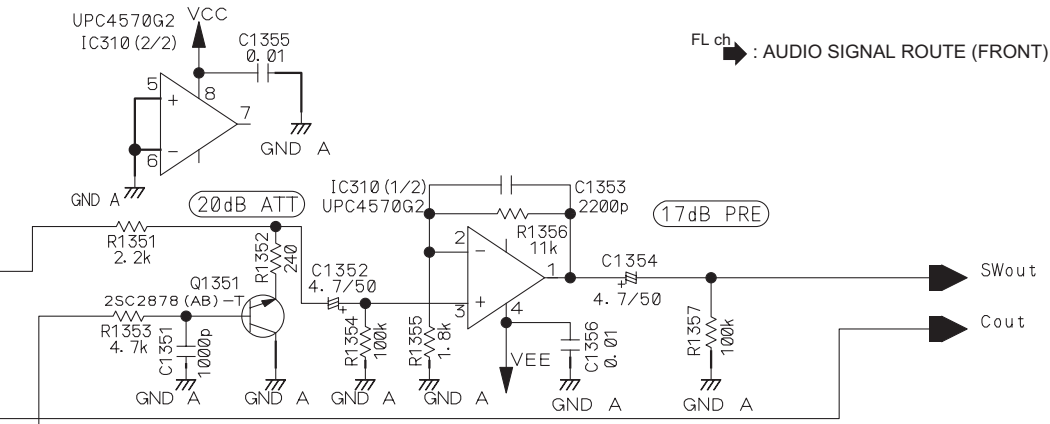 UPC4570G2
IC310 (2/2)
VCC
C1355
0.01
FL ch
: AUDIO SIGNAL ROUTE (FRONT)
5
+
8
7
6
−
GND A
GND A
20dB ATT
IC310 (1/2)
UPC4570G2
C1353
2200p
17dB PRE
R1351
2.2k
R1352
240
R1356
11k
2
−
1
3
+
4
C1352
4.7/50
+
C1354
+
4.7/50
SWout
Q1351
2SC2878 (AB) -T
R1353
4.7k
C1351
1000p
R1354
100k
R1355
1.8k
VEE
C1356
0.01
R1357
100k
Cout
GND A
GND A
GND A
GND A
GND A
GND A